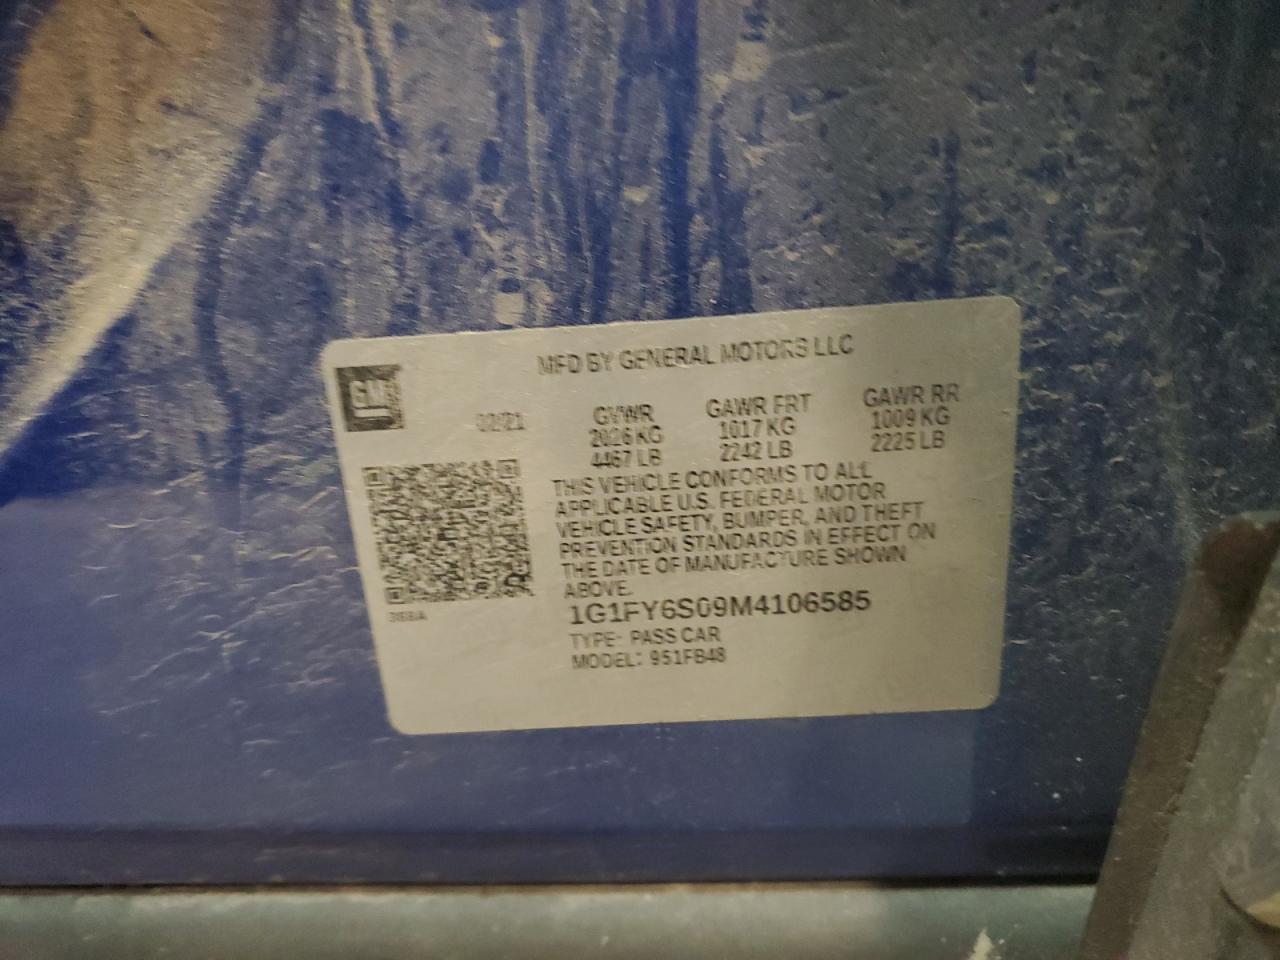 MFD BY GENERAL MOTORS LLC
GM
02/21
GVWR GAWR FRT GAWR RR
2026 KG 1017 KG 1009 KG
4467 LB 2242 LB 2225 LB
THIS VEHICLE CONFORMS TO ALL
APPLICABLE U.S. FEDERAL MOTOR
VEHICLE SAFETY, BUMPER, AND THEFT
PREVENTION STANDARDS IN EFFECT ON
THE DATE OF MANUFACTURE SHOWN
ABOVE.
1G1FY6S09M4106585
TYPE: PASS CAR
MODEL: 951FB48